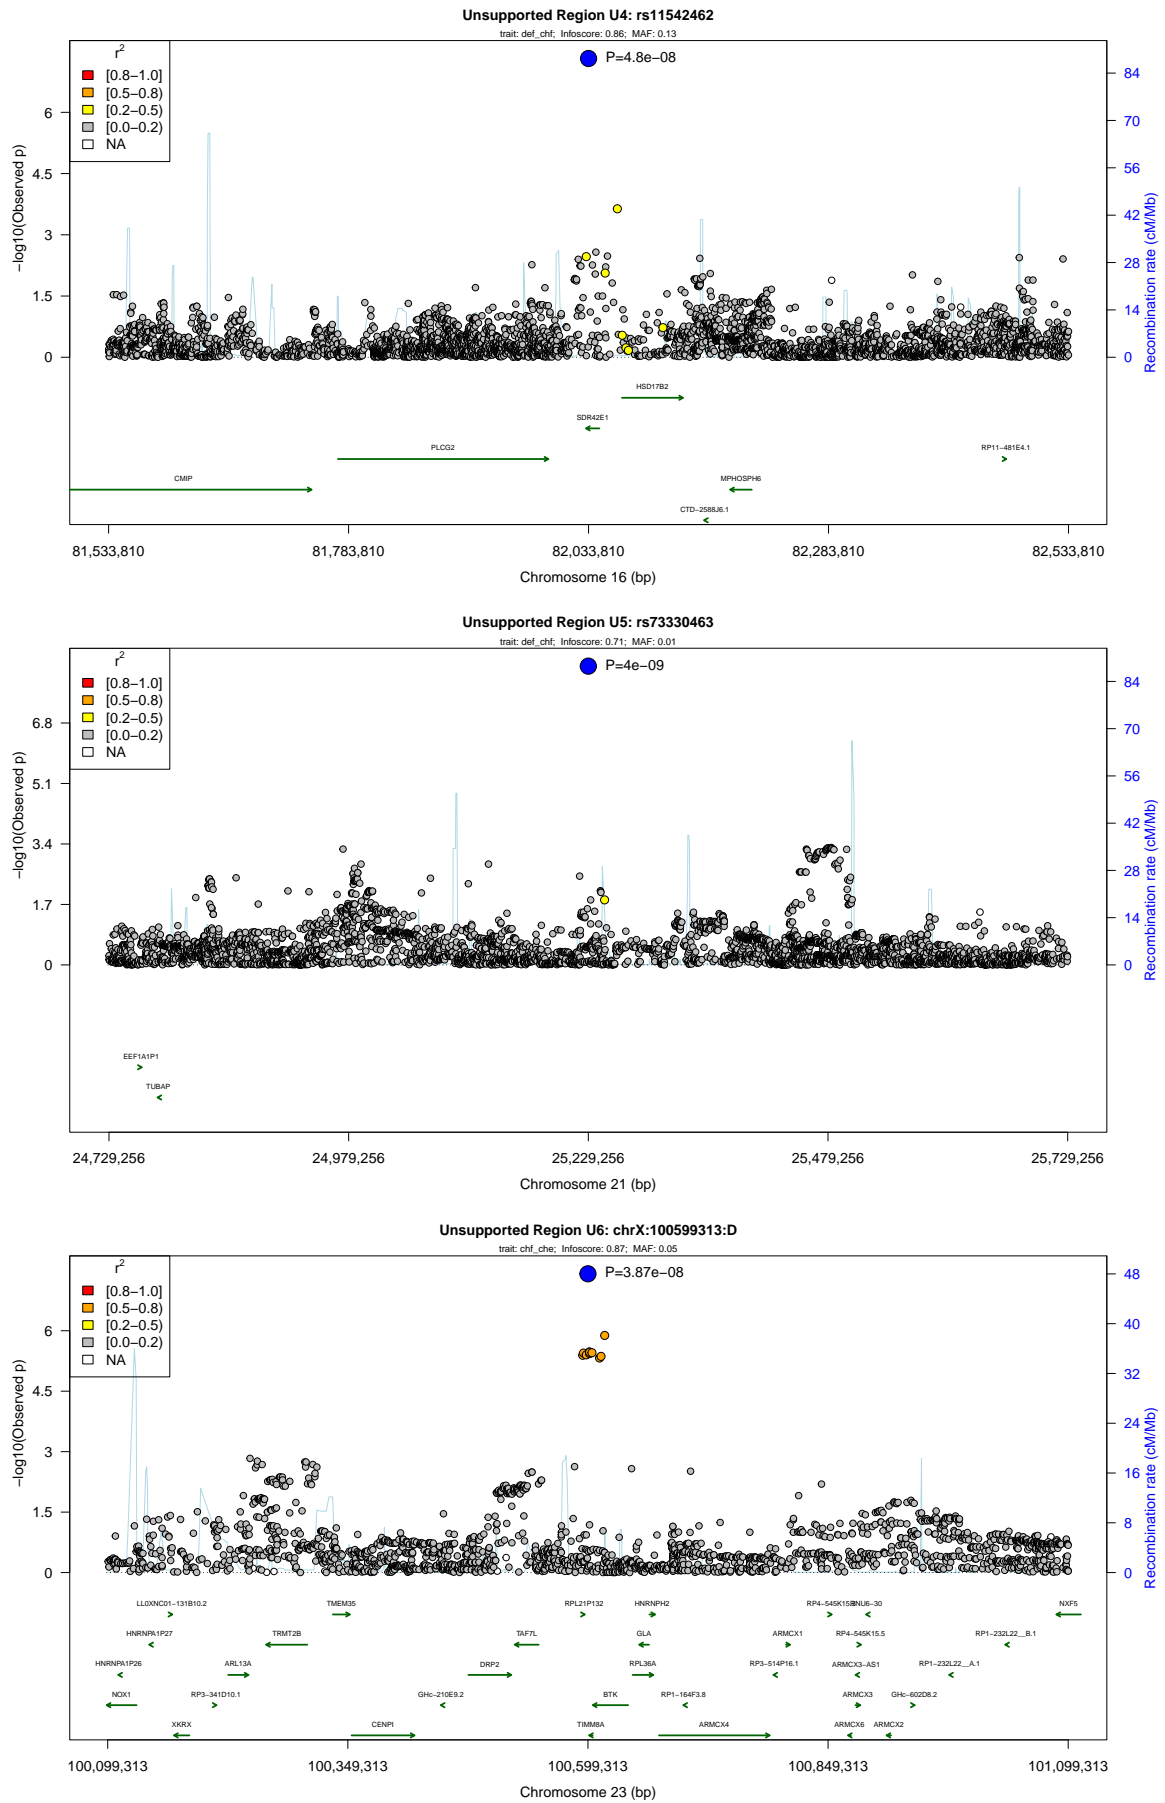 Unsupported Region U4: rs11542462
trait: def_chf; Infoscore: 0.86; MAF: 0.13
P=4.8e−08
r2
[0.8−1.0]
[0.5−0.8)
[0.2−0.5)
[0.0−0.2)
NA
−log10(Observed p)
6
4.5
3
1.5
0
84
70
56
42
28
14
0
Recombination rate (cM/Mb)
HSD17B2
SDR42E1
PLCG2
RP11−481E4.1
CMIP
MPHOSPH6
CTD−2588J6.1
81,533,810
81,783,810
82,033,810
82,283,810
82,533,810
Chromosome 16 (bp)
Unsupported Region U5: rs73330463
trait: def_chf; Infoscore: 0.71; MAF: 0.01
P=4e−09
r2
[0.8−1.0]
[0.5−0.8)
[0.2−0.5)
[0.0−0.2)
NA
−log10(Observed p)
6.8
5.1
3.4
1.7
0
84
70
56
42
28
14
0
Recombination rate (cM/Mb)
EEF1A1P1
TUBAP
24,729,256
24,979,256
25,229,256
25,479,256
25,729,256
Chromosome 21 (bp)
Unsupported Region U6: chrX:100599313:D
trait: chf_che; Infoscore: 0.87; MAF: 0.05
P=3.87e−08
r2
[0.8−1.0]
[0.5−0.8)
[0.2−0.5)
[0.0−0.2)
NA
−log10(Observed p)
6
4.5
3
1.5
0
48
40
32
24
16
8
0
Recombination rate (cM/Mb)
LL0XNC01−131B10.2
TMEM35
RPL21P132
HNRNPH2
RNU6−30
NXF5
HNRNPA1P27
TRMT2B
TAF7L
GLA
ARMCX1
RP4−545K15.5
RP1−232L22__B.1
HNRNPA1P26
ARL13A
DRP2
RPL36A
RP3−514P16.1
ARMCX3−AS1
RP1−232L22__A.1
NOX1
RP3−341D10.1
GHc−210E9.2
BTK
RP1−164F3.8
ARMCX3
GHc−602D8.2
XKRX
CENPI
TIMM8A
ARMCX4
ARMCX6
ARMCX2
100,099,313
100,349,313
100,599,313
100,849,313
101,099,313
Chromosome 23 (bp)